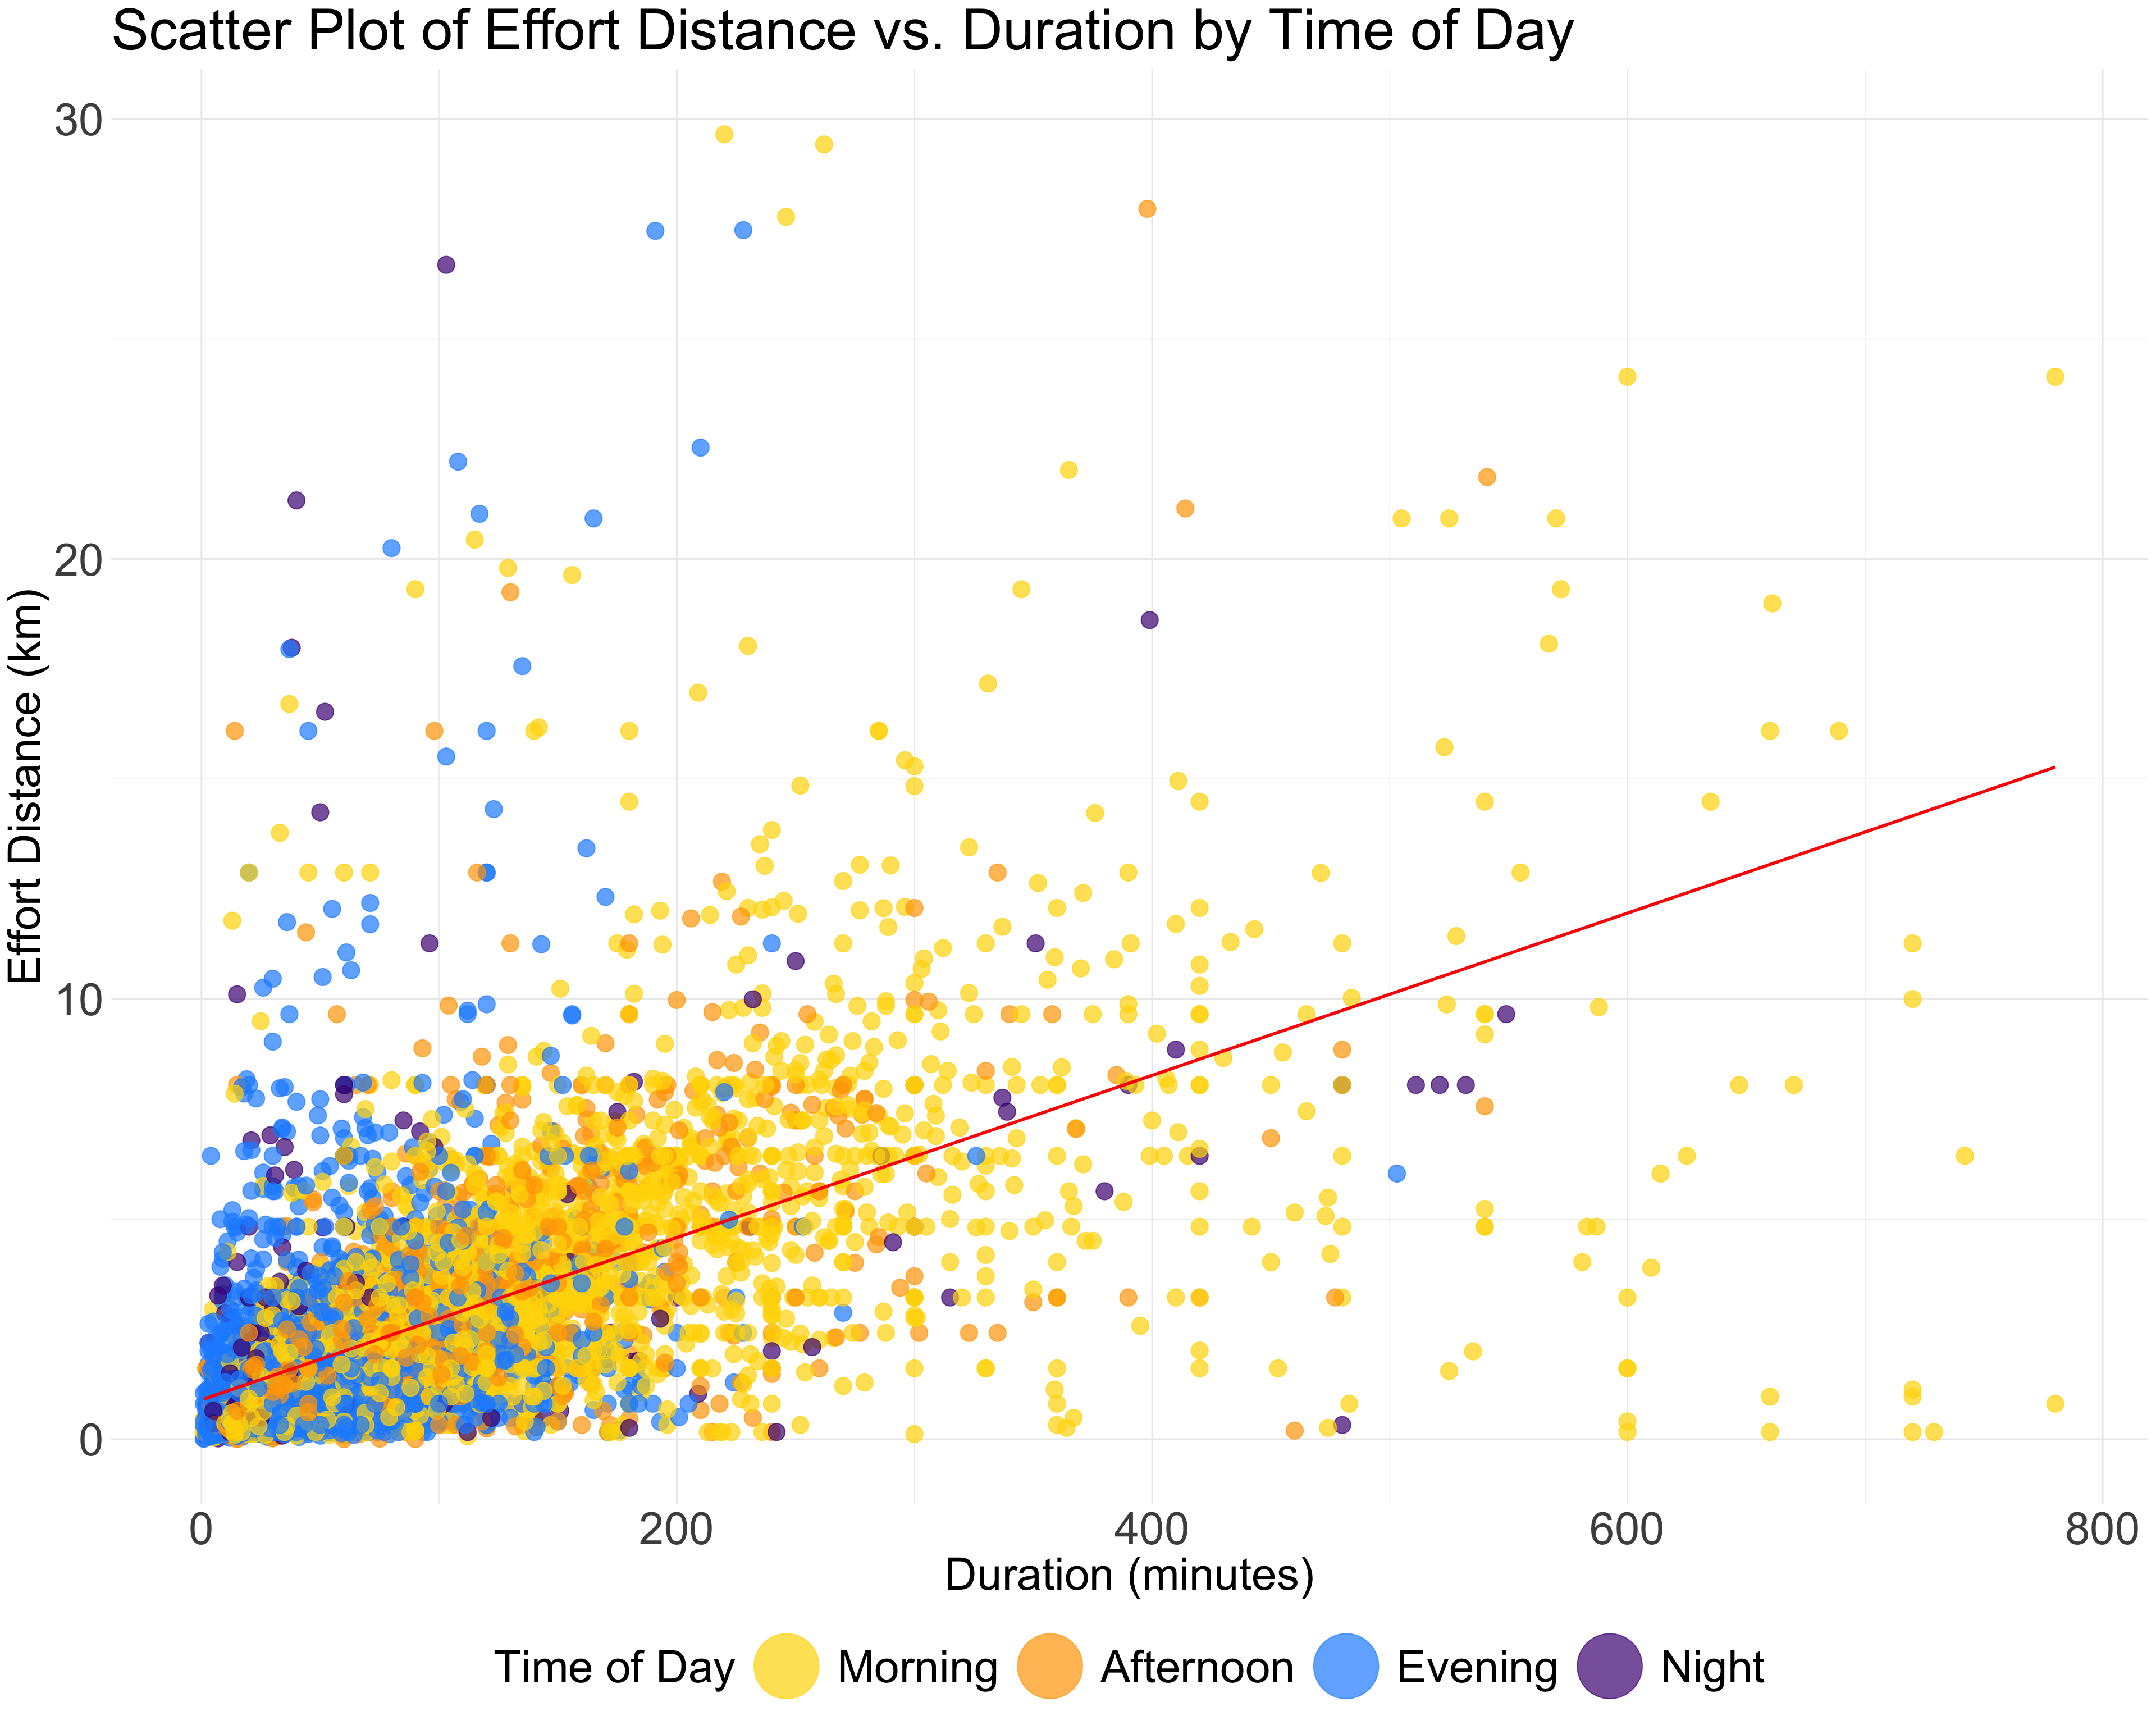 Scatter Plot of Effort Distance vs. Duration by Time of Day
Effort Distance (km)
30
20
10
0
0 200 400 600 800
Duration (minutes)
Time of Day Morning Afternoon Evening Night